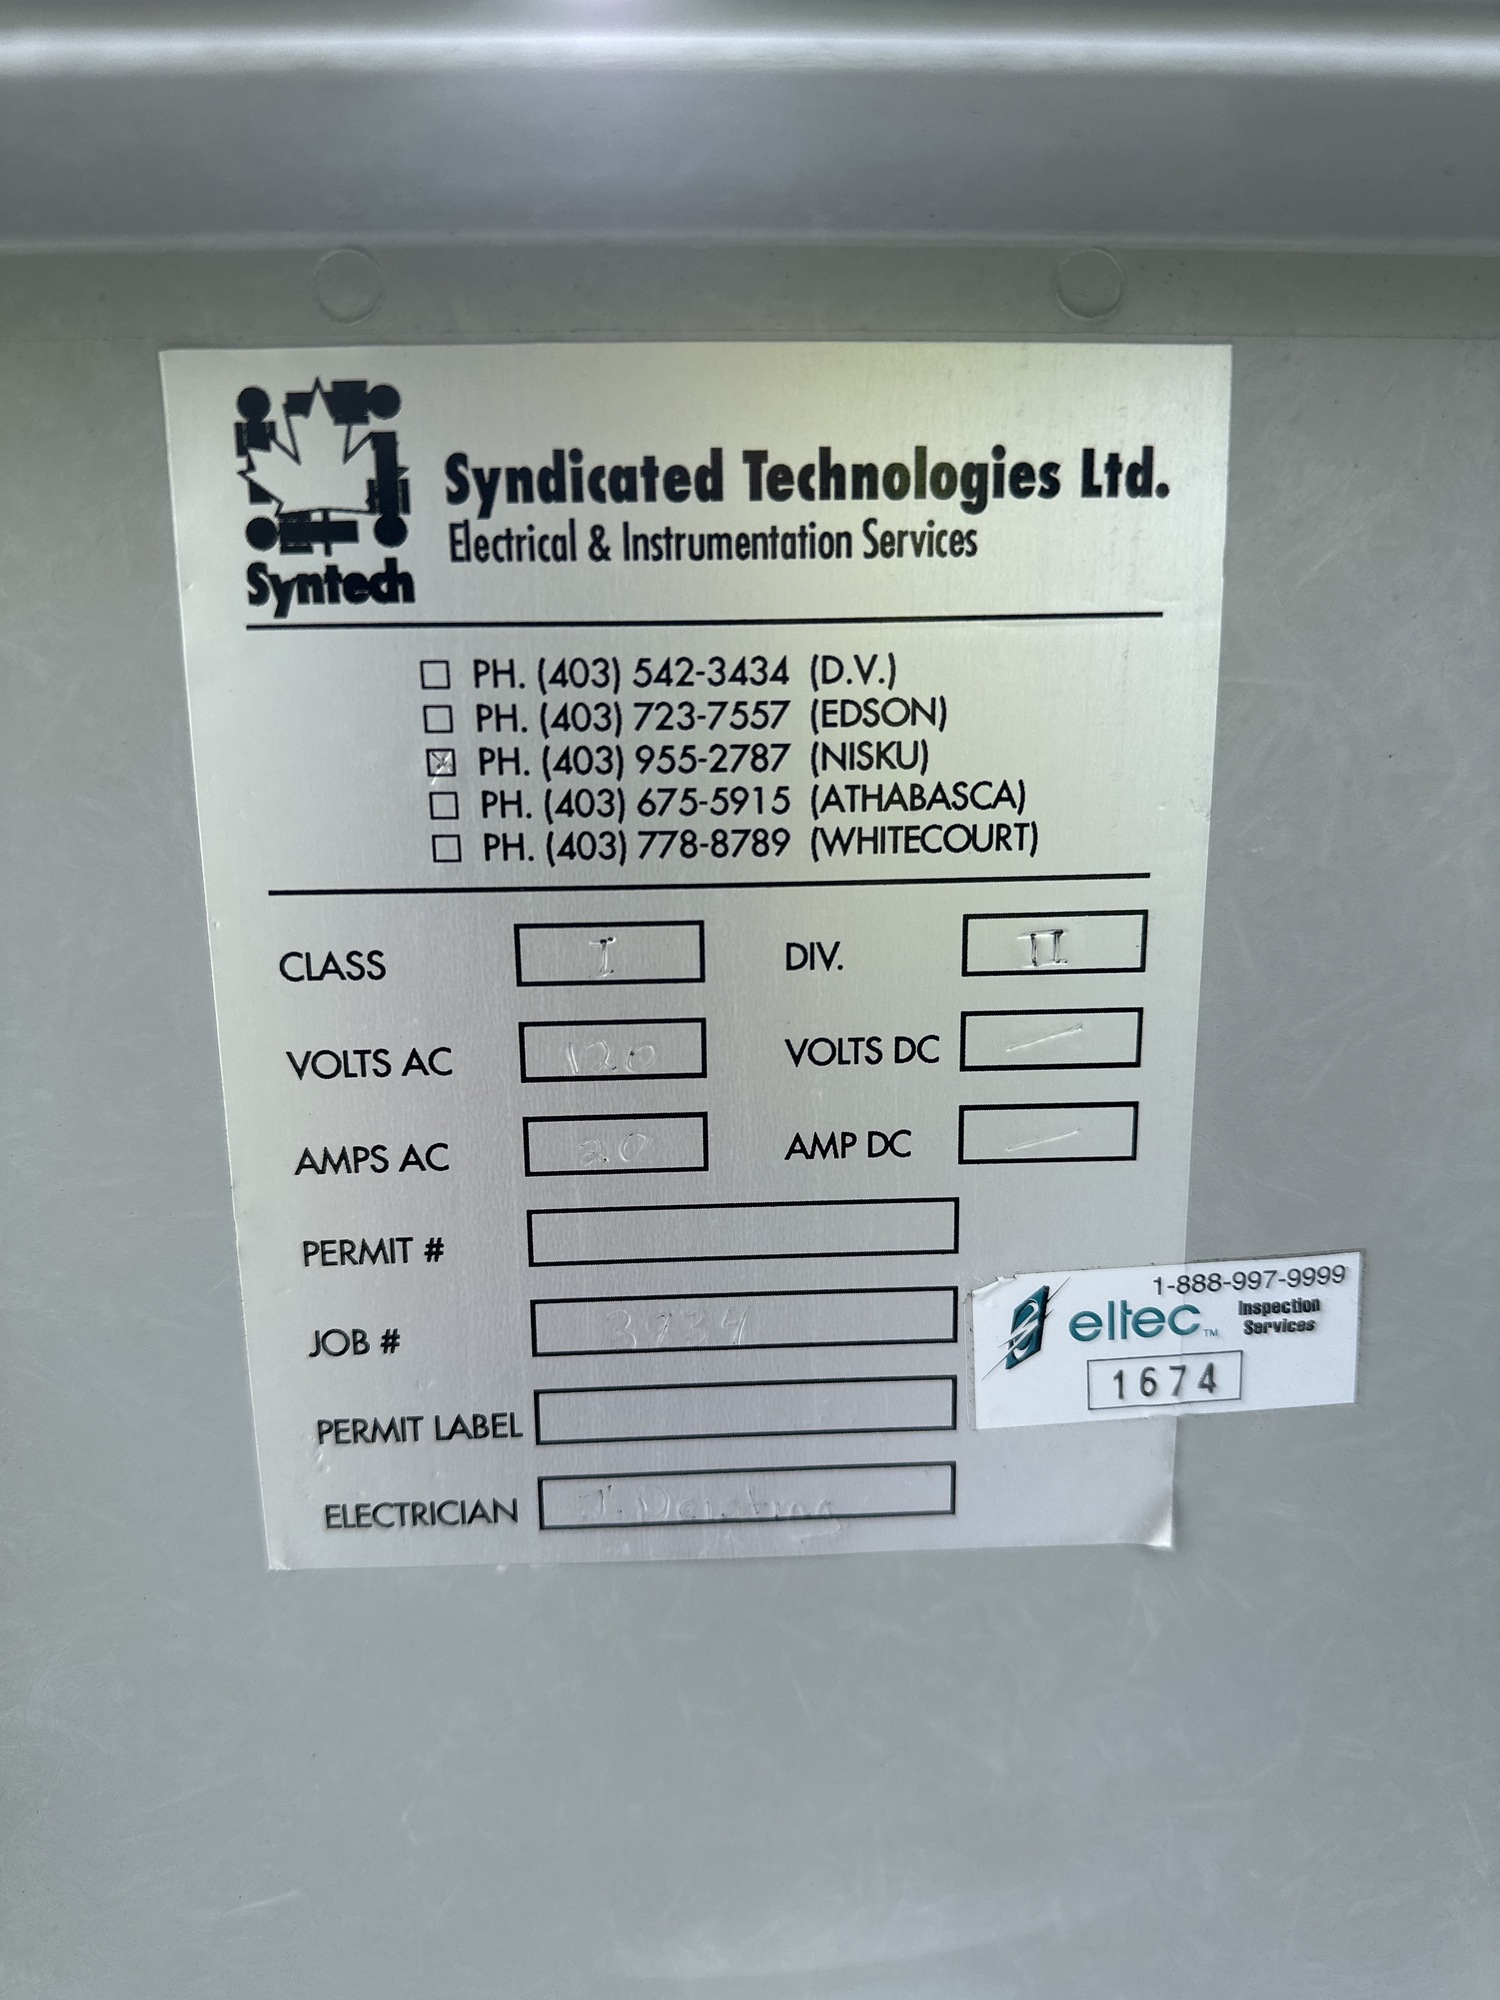 Syntech
Syndicated Technologies Ltd.
Electrical & Instrumentation Services
PH. (403) 542-3434 (D.V.)
PH. (403) 723-7557 (EDSON)
☒ PH. (403) 955-2787 (NISKU)
PH. (403) 675-5915 (ATHABASCA)
PH. (403) 778-8789 (WHITECOURT)
CLASS I DIV. II
VOLTS AC 120 VOLTS DC —
AMPS AC 20 AMP DC —
PERMIT #
JOB #
PERMIT LABEL
ELECTRICIAN J.
1-888-997-9999
eltec™ Inspection
Services
1674